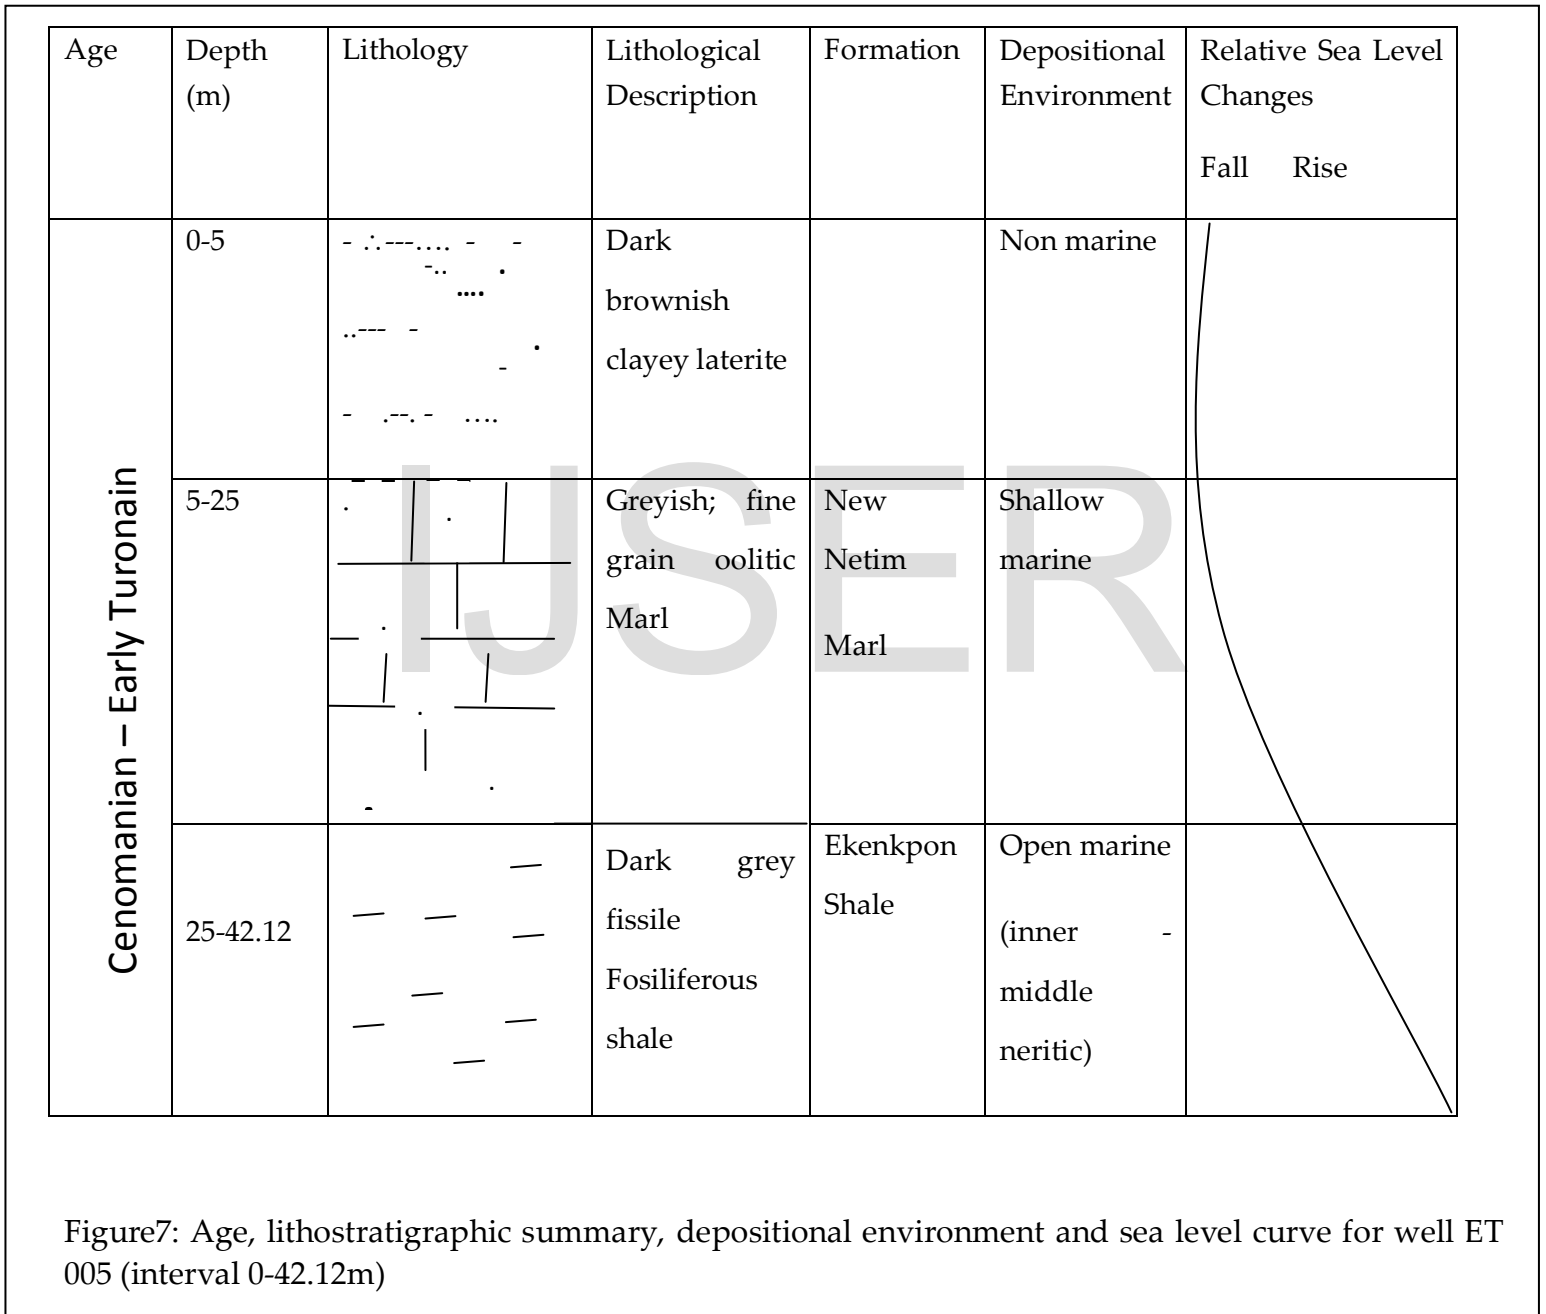 Age
Depth
(m)
Lithology
Lithological
Description
Formation
Depositional
Environment
Relative Sea Level
Changes
Fall Rise
Cenomanian – Early Turonain
0-5
Dark
brownish
clayey laterite
Non marine
5-25
Greyish; fine
grain oolitic
Marl
New
Netim
Marl
Shallow
marine
25-42.12
Dark grey
fissile
Fosiliferous
shale
Ekenkpon
Shale
Open marine
(inner -
middle
neritic)
IJSER
Figure7: Age, lithostratigraphic summary, depositional environment and sea level curve for well ET
005 (interval 0-42.12m)